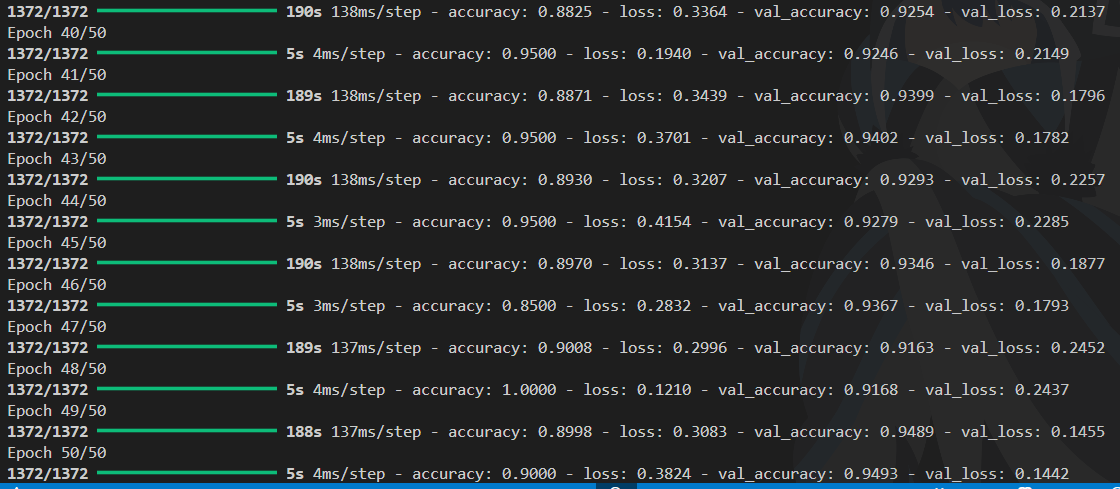 1372/1372 ━━━━━━━━━━━━━━━━━━━━ 190s 138ms/step - accuracy: 0.8825 - loss: 0.3364 - val_accuracy: 0.9254 - val_loss: 0.2137
Epoch 40/50
1372/1372 ━━━━━━━━━━━━━━━━━━━━ 5s 4ms/step - accuracy: 0.9500 - loss: 0.1940 - val_accuracy: 0.9246 - val_loss: 0.2149
Epoch 41/50
1372/1372 ━━━━━━━━━━━━━━━━━━━━ 189s 138ms/step - accuracy: 0.8871 - loss: 0.3439 - val_accuracy: 0.9399 - val_loss: 0.1796
Epoch 42/50
1372/1372 ━━━━━━━━━━━━━━━━━━━━ 5s 4ms/step - accuracy: 0.9500 - loss: 0.3701 - val_accuracy: 0.9402 - val_loss: 0.1782
Epoch 43/50
1372/1372 ━━━━━━━━━━━━━━━━━━━━ 190s 138ms/step - accuracy: 0.8930 - loss: 0.3207 - val_accuracy: 0.9293 - val_loss: 0.2257
Epoch 44/50
1372/1372 ━━━━━━━━━━━━━━━━━━━━ 5s 3ms/step - accuracy: 0.9500 - loss: 0.4154 - val_accuracy: 0.9279 - val_loss: 0.2285
Epoch 45/50
1372/1372 ━━━━━━━━━━━━━━━━━━━━ 190s 138ms/step - accuracy: 0.8970 - loss: 0.3137 - val_accuracy: 0.9346 - val_loss: 0.1877
Epoch 46/50
1372/1372 ━━━━━━━━━━━━━━━━━━━━ 5s 3ms/step - accuracy: 0.8500 - loss: 0.2832 - val_accuracy: 0.9367 - val_loss: 0.1793
Epoch 47/50
1372/1372 ━━━━━━━━━━━━━━━━━━━━ 189s 137ms/step - accuracy: 0.9008 - loss: 0.2996 - val_accuracy: 0.9163 - val_loss: 0.2452
Epoch 48/50
1372/1372 ━━━━━━━━━━━━━━━━━━━━ 5s 4ms/step - accuracy: 1.0000 - loss: 0.1210 - val_accuracy: 0.9168 - val_loss: 0.2437
Epoch 49/50
1372/1372 ━━━━━━━━━━━━━━━━━━━━ 188s 137ms/step - accuracy: 0.8998 - loss: 0.3083 - val_accuracy: 0.9489 - val_loss: 0.1455
Epoch 50/50
1372/1372 ━━━━━━━━━━━━━━━━━━━━ 5s 4ms/step - accuracy: 0.9000 - loss: 0.3824 - val_accuracy: 0.9493 - val_loss: 0.1442